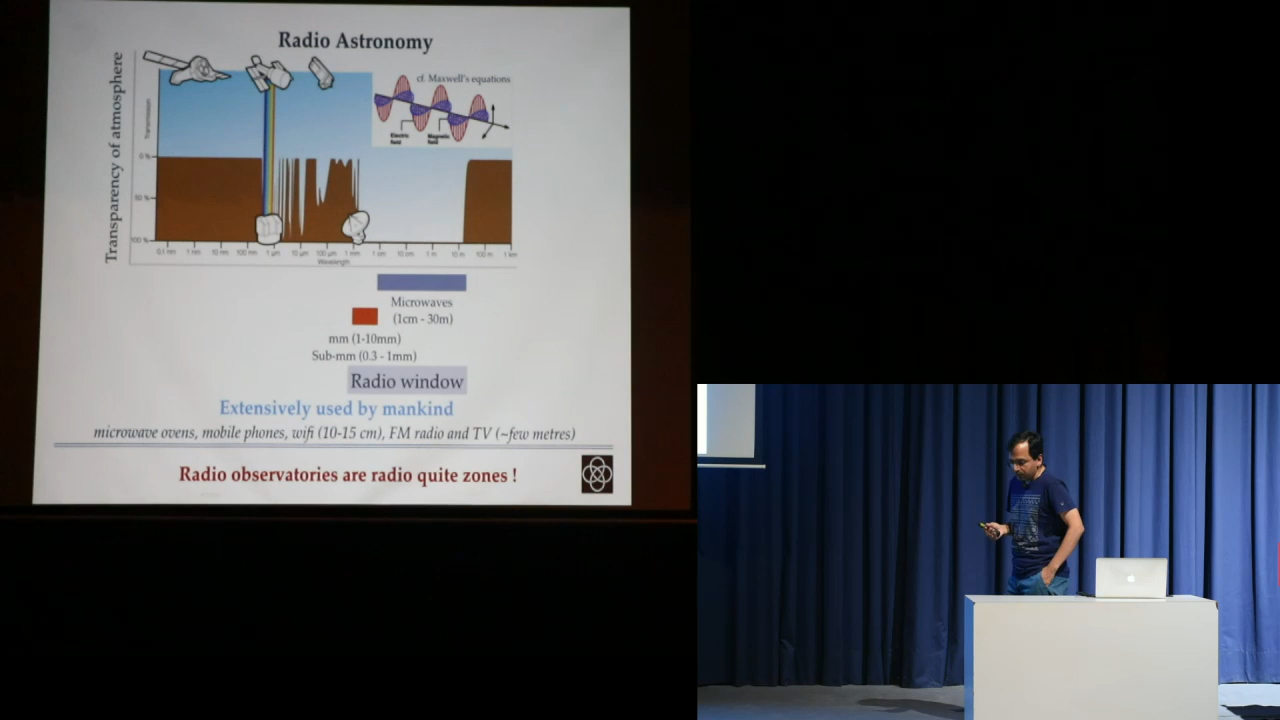 Radio Astronomy
Transparency of atmosphere
Transmission
cf. Maxwell's equations
Electric field
Magnetic field
0 %
50 %
100 %
0.1 nm 1 nm 10 nm 100 nm 1 μm 10 μm 100 μm 1 mm 1 cm 10 cm 1 m 10 m 100 m 1 km
Wavelength
Microwaves
(1cm - 30m)
mm (1-10mm)
Sub-mm (0.3 - 1mm)
Radio window
Extensively used by mankind
microwave ovens, mobile phones, wifi (10-15 cm), FM radio and TV (~few metres)
Radio observatories are radio quite zones !